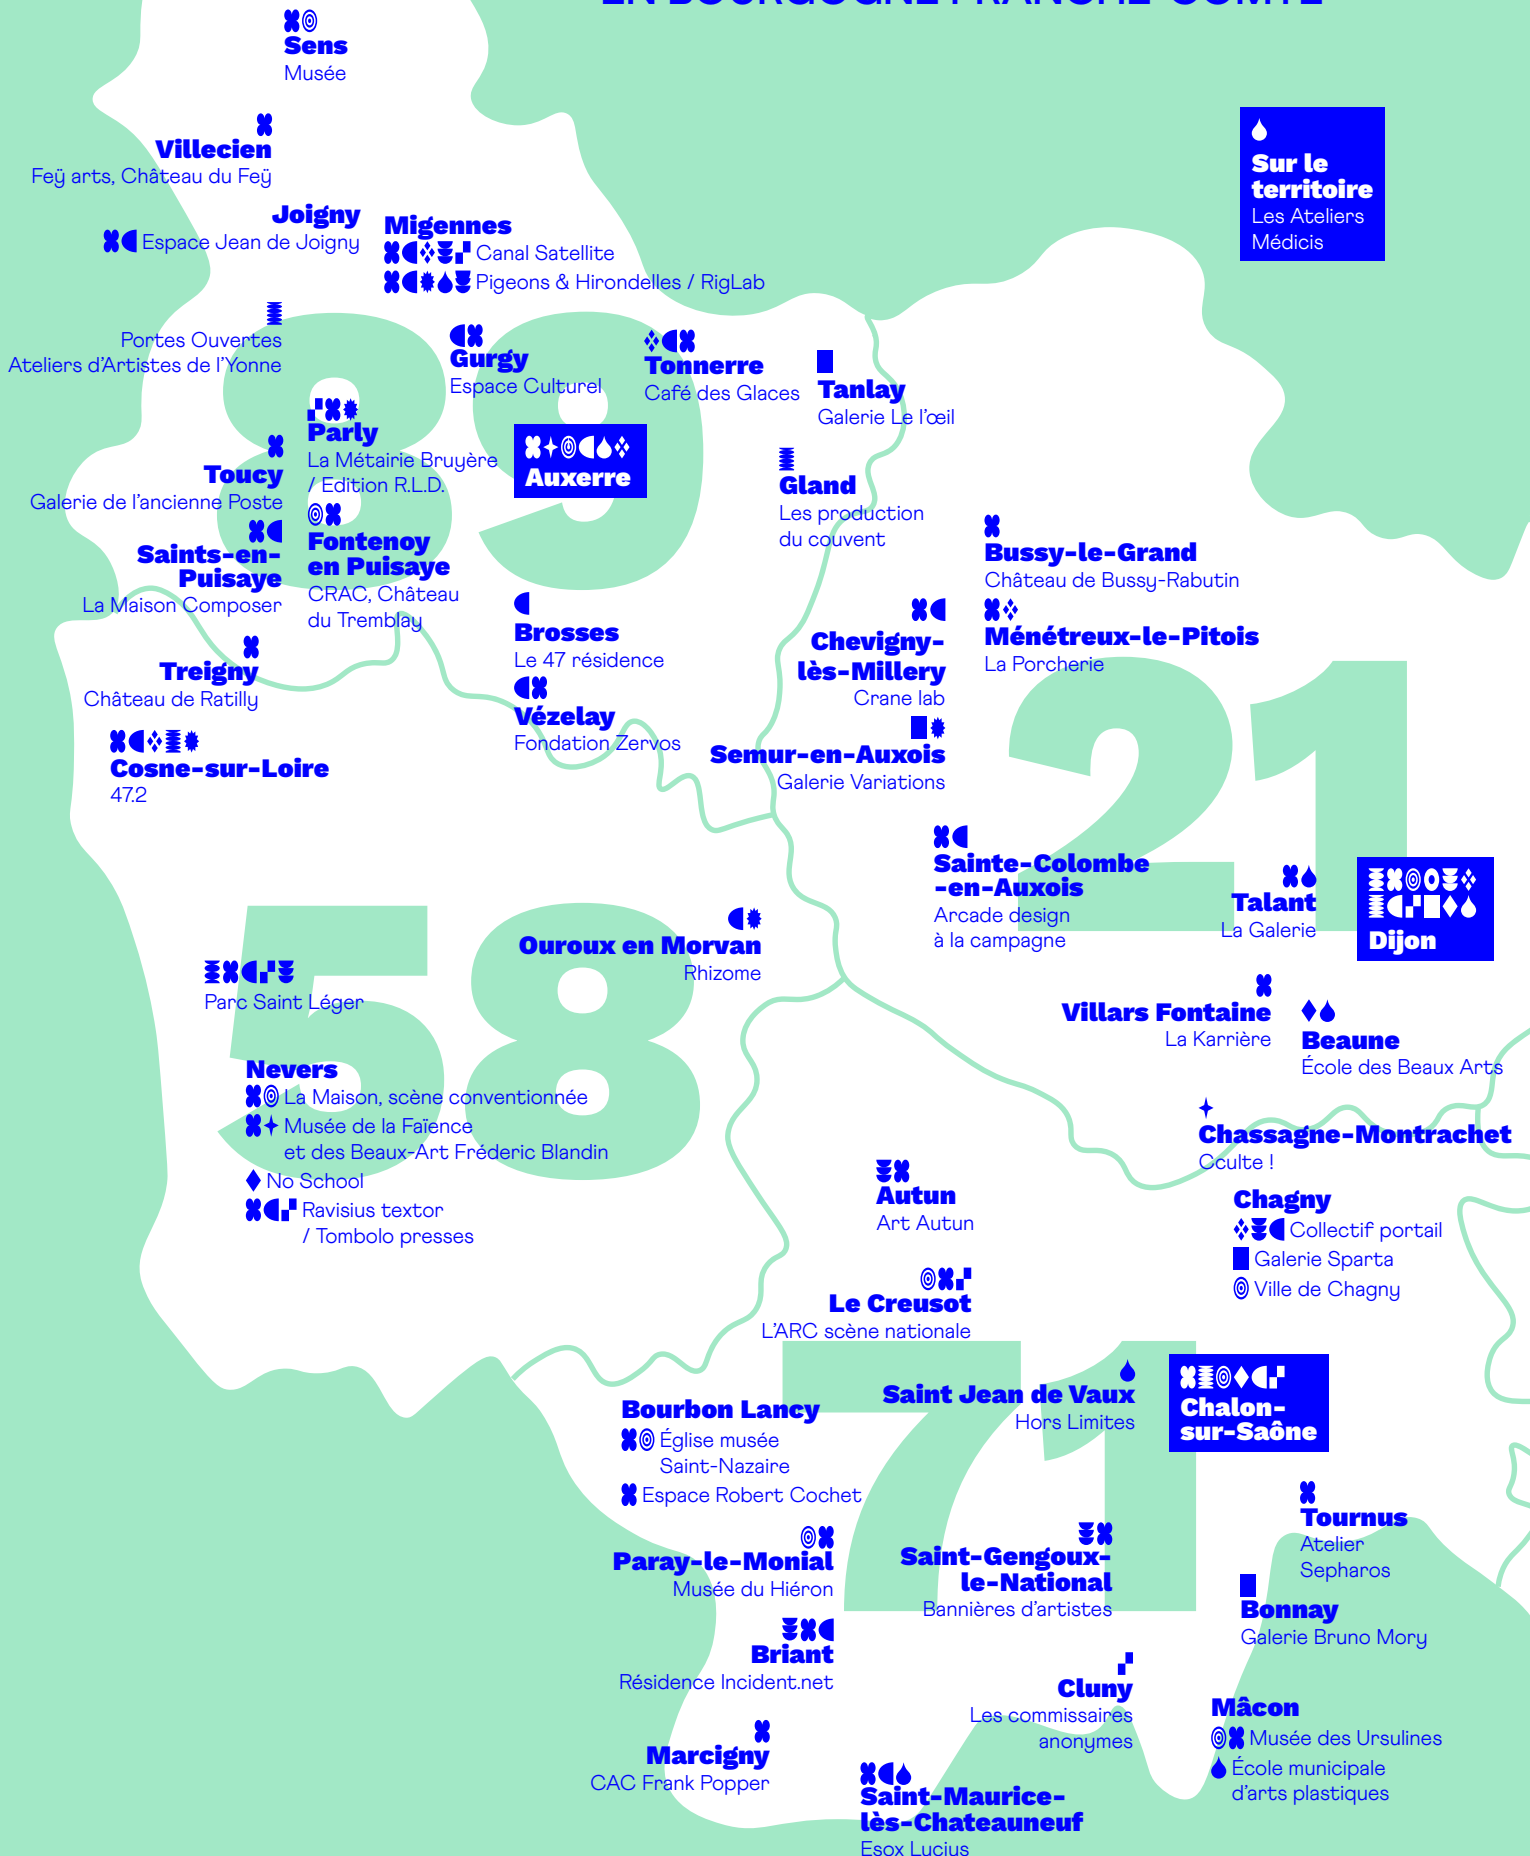 EN BOURGOGNE FRANCHE-COMTÉ
Sens
Musée
Sur le
territoire
Les Ateliers
Médicis
Villecien
Feÿ arts, Château du Feÿ
Joigny
Espace Jean de Joigny
Migennes
Canal Satellite
Pigeons & Hirondelles / RigLab
Portes Ouvertes
Ateliers d'Artistes de l'Yonne
89
Gurgy
Espace Culturel
Tonnerre
Café des Glaces
Tanlay
Galerie Le l'œil
Parly
La Métairie Bruyère
/ Edition R.L.D.
Auxerre
Toucy
Galerie de l'ancienne Poste
Gland
Les production
du couvent
Saints-en-
Puisaye
La Maison Composer
Fontenoy
en Puisaye
CRAC, Château
du Tremblay
Bussy-le-Grand
Château de Bussy-Rabutin
Brosses
Le 47 résidence
Chevigny-
lès-Millery
Crane lab
Ménétreux-le-Pitois
La Porcherie
Treigny
Château de Ratilly
Vézelay
Fondation Zervos
21
Semur-en-Auxois
Galerie Variations
Cosne-sur-Loire
47.2
Sainte-Colombe
-en-Auxois
Arcade design
à la campagne
Talant
La Galerie
Dijon
58
Ouroux en Morvan
Rhizome
Parc Saint Léger
Villars Fontaine
La Karrière
Beaune
École des Beaux Arts
Nevers
La Maison, scène conventionnée
Musée de la Faïence
et des Beaux-Art Fréderic Blandin
No School
Ravisius textor
/ Tombolo presses
Chassagne-Montrachet
Cculte !
Autun
Art Autun
Chagny
Collectif portail
Galerie Sparta
Ville de Chagny
Le Creusot
L'ARC scène nationale
71
Saint Jean de Vaux
Hors Limites
Chalon-
sur-Saône
Bourbon Lancy
Église musée
Saint-Nazaire
Espace Robert Cochet
Tournus
Atelier
Sepharos
Paray-le-Monial
Musée du Hiéron
Saint-Gengoux-
le-National
Bannières d'artistes
Bonnay
Galerie Bruno Mory
Briant
Résidence Incident.net
Cluny
Les commissaires
anonymes
Mâcon
Musée des Ursulines
École municipale
d'arts plastiques
Marcigny
CAC Frank Popper
Saint-Maurice-
lès-Chateauneuf
Esox Lucius